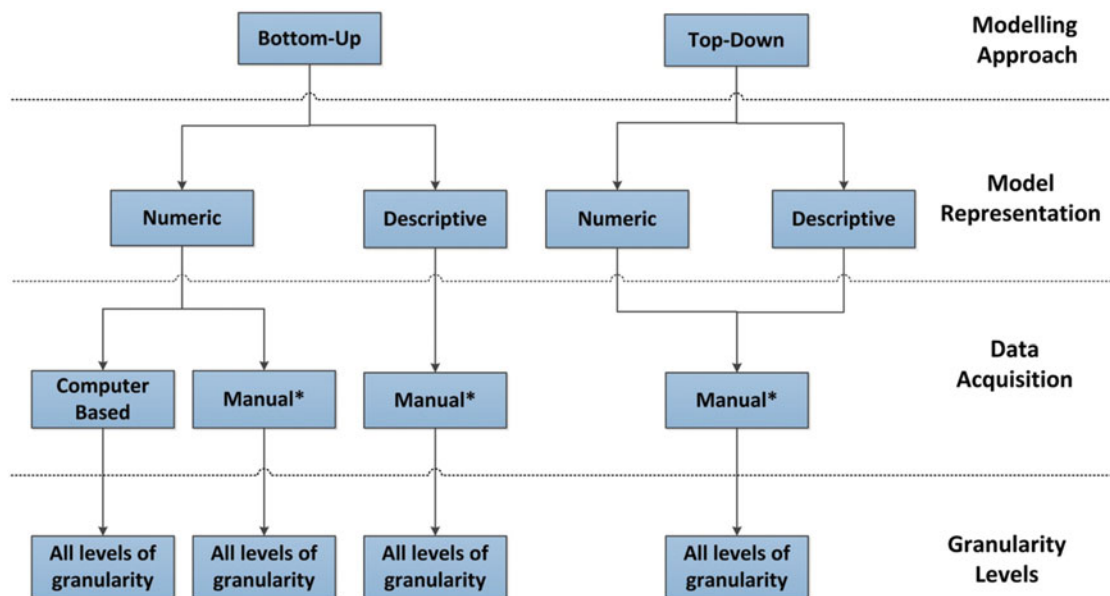 Bottom-Up
Top-Down
Modelling
Approach
Numeric
Descriptive
Numeric
Descriptive
Model
Representation
Computer
Based
Manual*
Manual*
Manual*
Data
Acquisition
All levels of
granularity
All levels of
granularity
All levels of
granularity
All levels of
granularity
Granularity
Levels